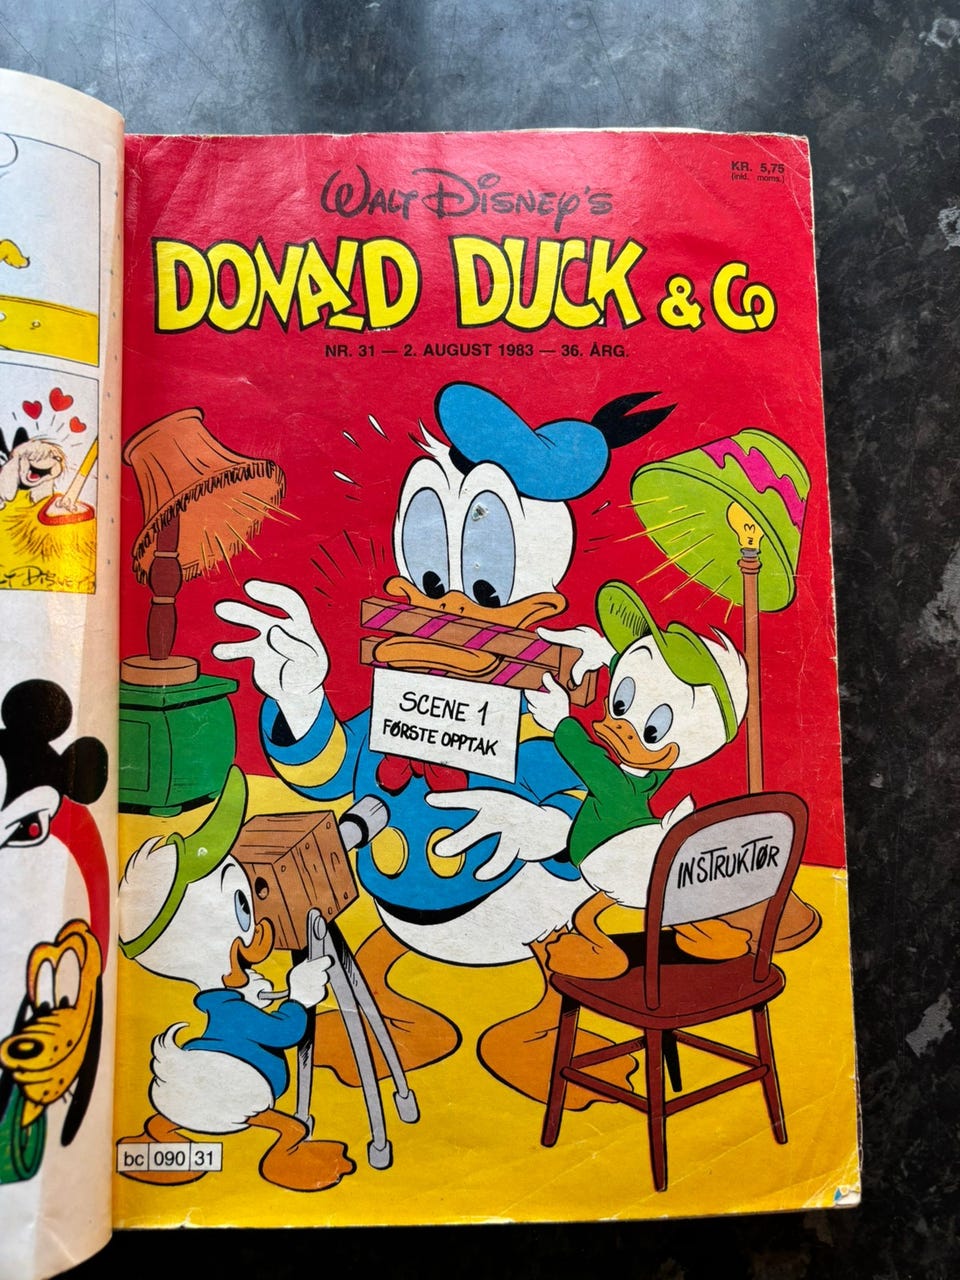 WALT DISNEY'S
KR. 5,75
(inkl. moms.)
DONALD DUCK & CO
NR. 31 — 2. AUGUST 1983 — 36. ÅRG.
SCENE 1
FØRSTE OPPTAK
INSTRUKTØR
bc 090 31
DISNEY